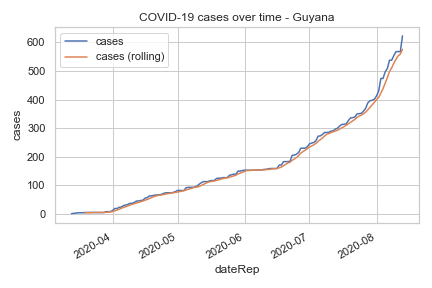 COVID-19 cases over time - Guyana
cases
cases (rolling)
600
500
400
300
200
100
0
cases
2020-04
2020-05
2020-06
2020-07
2020-08
dateRep